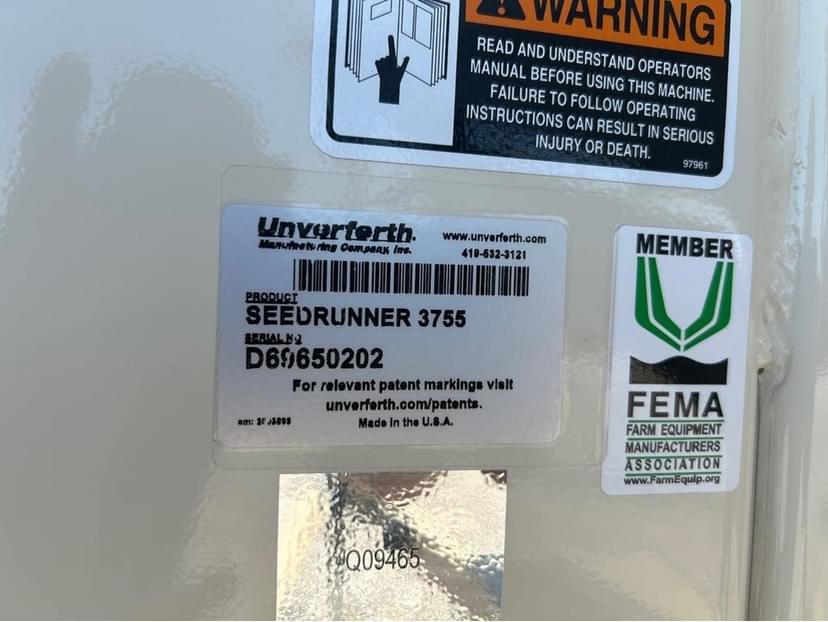 WARNING
READ AND UNDERSTAND OPERATORS
MANUAL BEFORE USING THIS MACHINE.
FAILURE TO FOLLOW OPERATING
INSTRUCTIONS CAN RESULT IN SERIOUS
INJURY OR DEATH.
97961
Unverferth
Manufacturing Company, Inc.
www.unverferth.com
419-532-3121
PRODUCT
SEEDRUNNER 3755
SERIAL NO
D69650202
For relevant patent markings visit
unverferth.com/patents.
Made in the U.S.A.
MEMBER
FEMA
FARM EQUIPMENT
MANUFACTURERS
ASSOCIATION
www.FarmEquip.org
Q09465